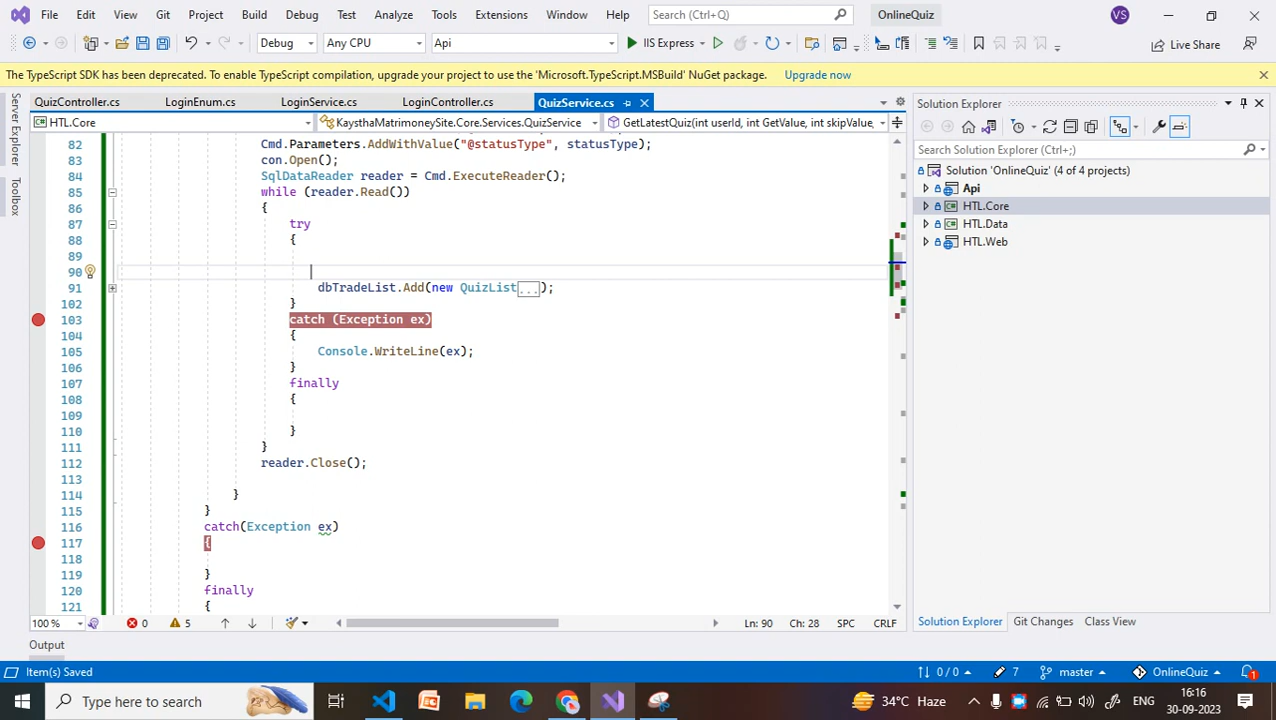 File Edit View Git Project Build Debug Test Analyze Tools Extensions Window Help Search (Ctrl+Q) OnlineQuiz VS
Debug Any CPU Api IIS Express Live Share
The TypeScript SDK has been deprecated. To enable TypeScript compilation, upgrade your project to use the 'Microsoft.TypeScript.MSBuild' NuGet package. Upgrade now
Server Explorer
Toolbox
QuizController.cs LoginEnum.cs LoginService.cs LoginController.cs QuizService.cs
HTL.Core KaysthaMatrimoneySite.Core.Services.QuizService GetLatestQuiz(int userId, int GetValue, int skipValue,
82
83 Cmd.Parameters.AddWithValue("@statusType", statusType);
con.Open();
84 SqlDataReader reader = Cmd.ExecuteReader();
85 while (reader.Read())
86 {
87 try
88 {
89
90
91 dbTradeList.Add(new QuizList...);
102 }
103 catch (Exception ex)
104 {
105 Console.WriteLine(ex);
106 }
107 finally
108 {
109
110 }
111 }
112 reader.Close();
113
114 }
115 }
116 catch(Exception ex)
117 {
118
119 }
120 finally
121 {
100 % 0 5 Ln: 90 Ch: 28 SPC CRLF
Output
Solution Explorer
Search Solution Explorer (Ctrl+;)
Solution 'OnlineQuiz' (4 of 4 projects)
Api
HTL.Core
HTL.Data
HTL.Web
Solution Explorer Git Changes Class View
Item(s) Saved 0 / 0 7 master OnlineQuiz 1
Type here to search 34°C Haze ENG 16:16
30-09-2023